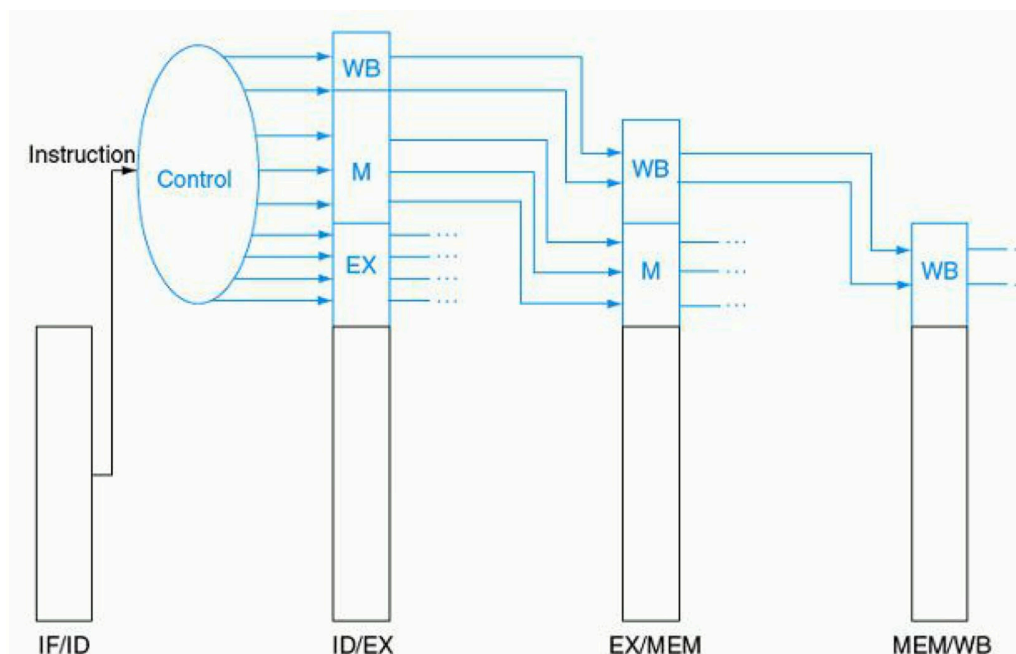 WB
Instruction
Control
M
WB
EX
M
WB
IF/ID
ID/EX
EX/MEM
MEM/WB